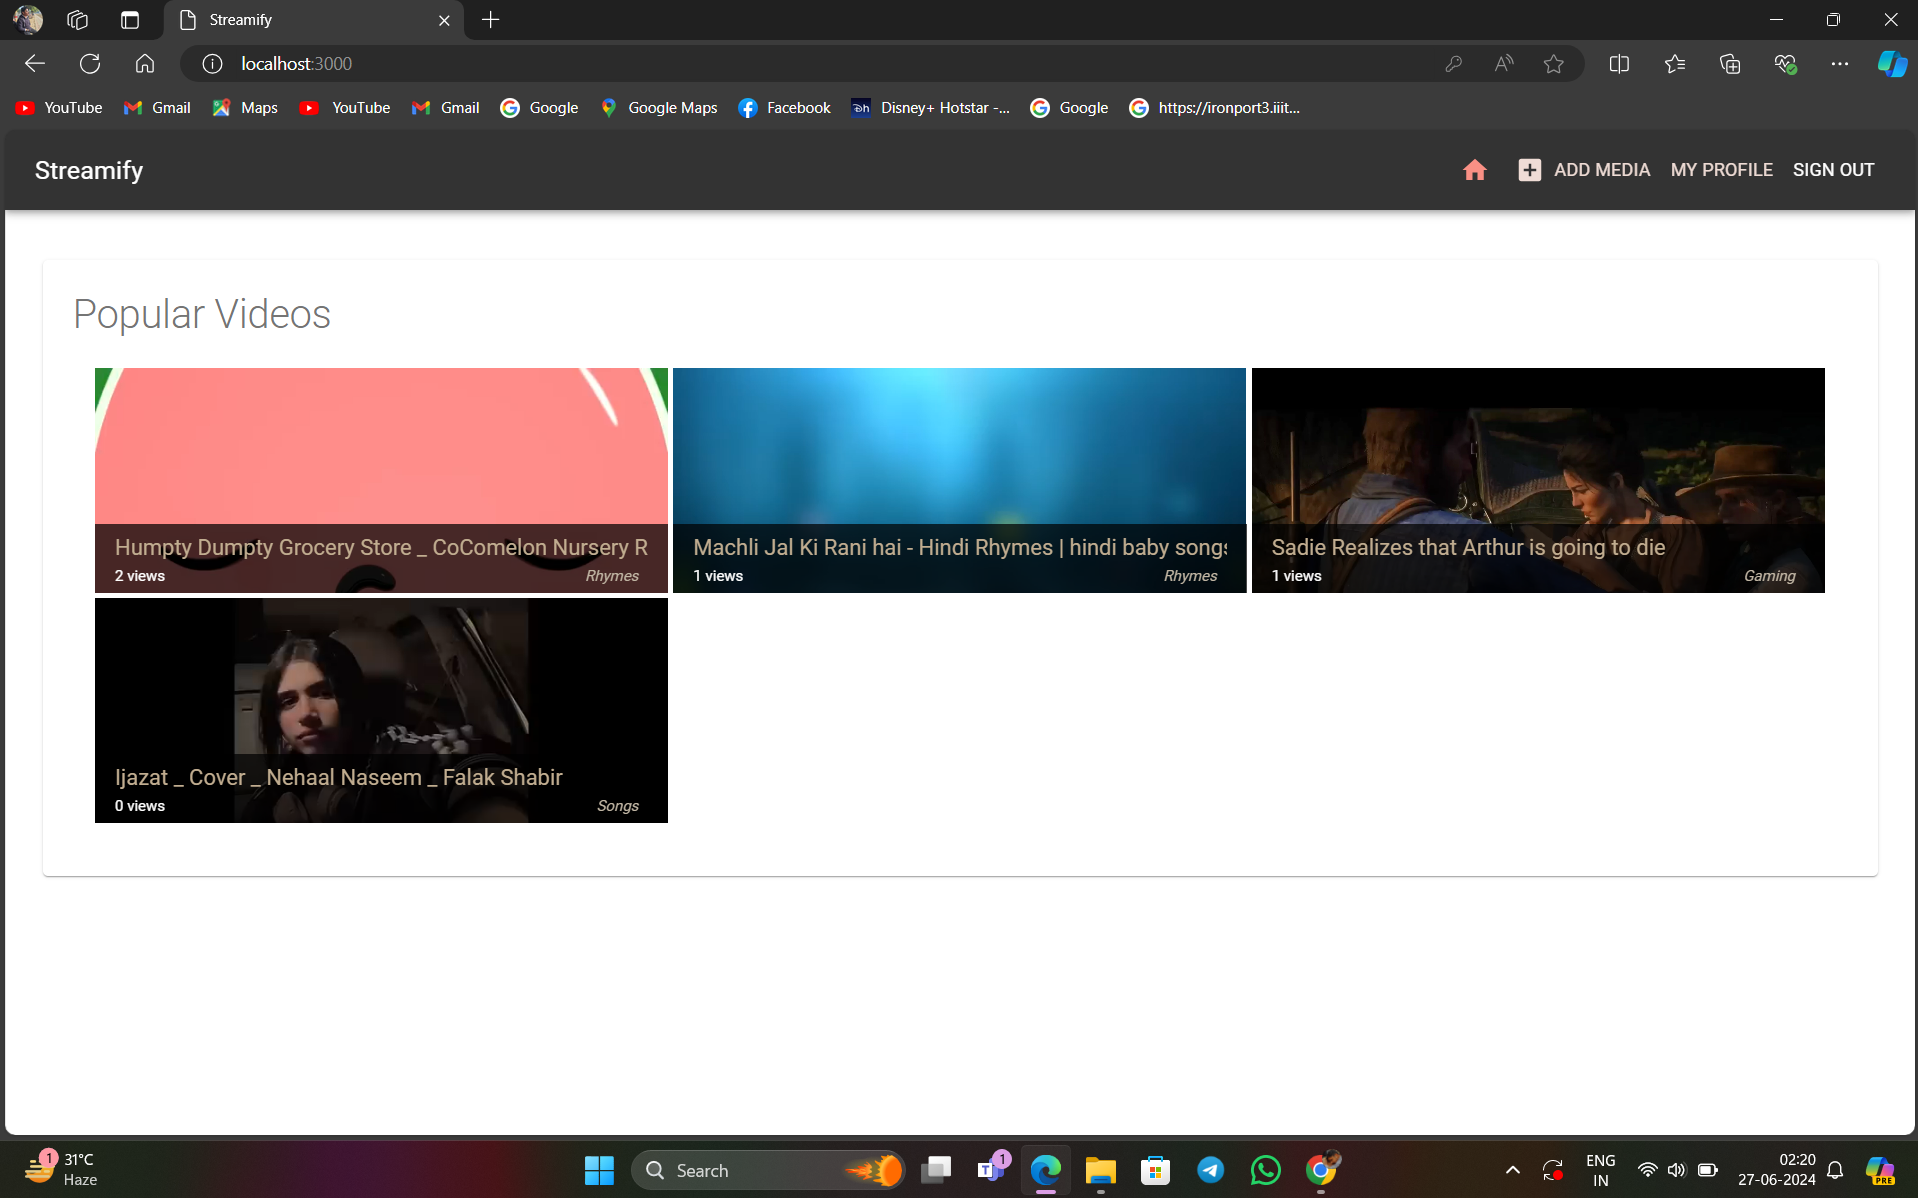 Streamify
localhost:3000
YouTube Gmail Maps YouTube Gmail Google Google Maps Facebook Disney+ Hotstar -... Google https://ironport3.iiit...
Streamify
ADD MEDIA MY PROFILE SIGN OUT
Popular Videos
Humpty Dumpty Grocery Store _ CoComelon Nursery R
2 views Rhymes
Machli Jal Ki Rani hai - Hindi Rhymes | hindi baby songs
1 views Rhymes
Sadie Realizes that Arthur is going to die
1 views Gaming
Ijazat _ Cover _ Nehaal Naseem _ Falak Shabir
0 views Songs
1
31°C
Haze
Search
1
ENG
IN
02:20
27-06-2024
PRE